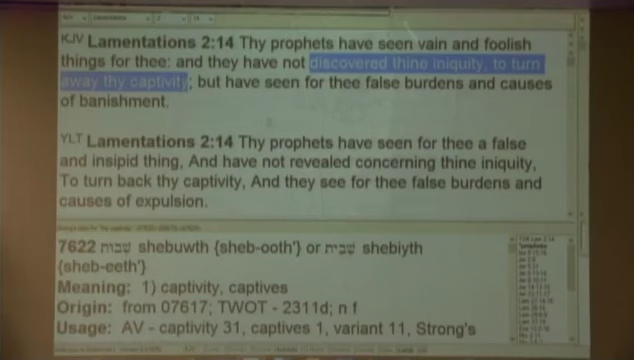 KJV Lamentations 2:14 Thy prophets have seen vain and foolish
things for thee: and they have not discovered thine iniquity, to turn
away thy captivity; but have seen for thee false burdens and causes
of banishment.
YLT Lamentations 2:14 Thy prophets have seen for thee a false
and insipid thing, And have not revealed concerning thine iniquity,
To turn back thy captivity, And they see for thee false burdens and
causes of expulsion.
7622 שבות shebuwth {sheb-ooth'} or שבית shebiyth
{sheb-eeth'}
Meaning: 1) captivity, captives
Origin: from 07617; TWOT - 2311d; n f
Usage: AV - captivity 31, captives 1, variant 11, Strong's